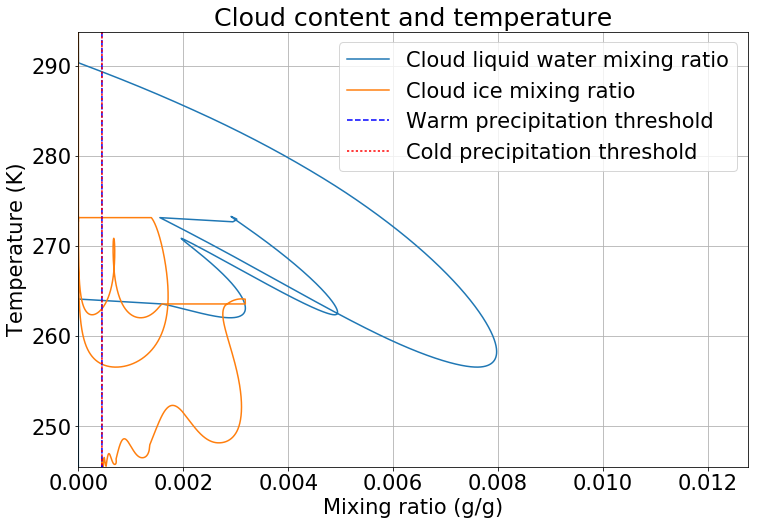 Cloud content and temperature
Cloud liquid water mixing ratio
Cloud ice mixing ratio
Warm precipitation threshold
Cold precipitation threshold
Temperature (K)
290
280
270
260
250
0.000 0.002 0.004 0.006 0.008 0.010 0.012
Mixing ratio (g/g)